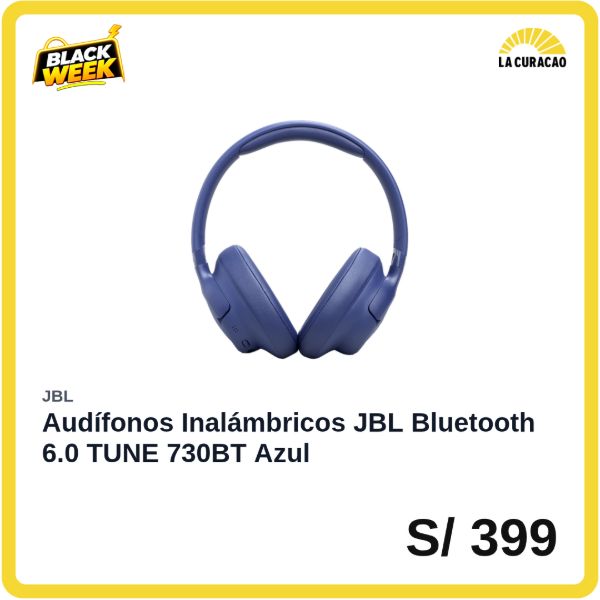 BLACK
WEEK
LA CURACAO
JBL
Audífonos Inalámbricos JBL Bluetooth
6.0 TUNE 730BT Azul
S/ 399